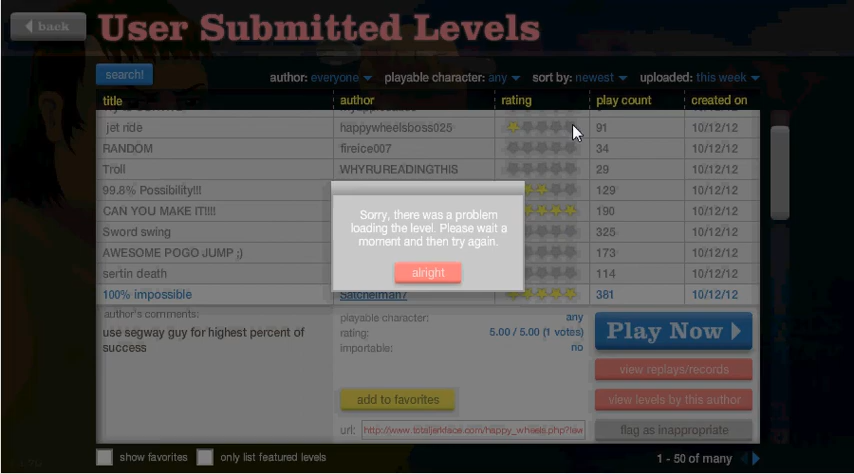 back
User Submitted Levels
search!
author: everyone playable character: any sort by: newest uploaded: this week
title author rating play count created on
jet ride happywheelsboss025 91 10/12/12
RANDOM fireice007 34 10/12/12
Troll WHYRUREADINGTHIS 29 10/12/12
99.8% Possibility!!! 129 10/12/12
CAN YOU MAKE IT!!!! 190 10/12/12
Sword swing 325 10/12/12
AWESOME POGO JUMP ;) 173 10/12/12
sertin death 114 10/12/12
100% impossible Satchelman7 381 10/12/12
Sorry, there was a problem
loading the level. Please wait a
moment and then try again.
alright
author's comments:
use segway guy for highest percent of
success
playable character: any
rating: 5.00 / 5.00 (1 votes)
importable: no
add to favorites
url: http://www.totaljerkface.com/happy_wheels.php?lev
Play Now
view replays/records
view levels by this author
flag as inappropriate
show favorites only list featured levels
1 - 50 of many